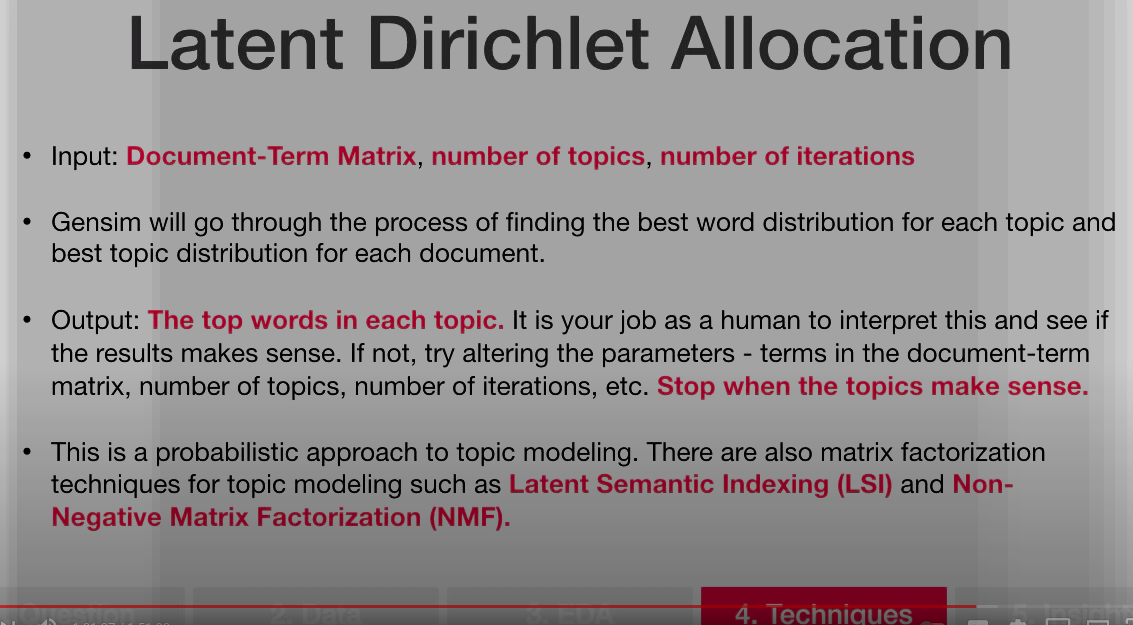 Latent Dirichlet Allocation
• Input: Document-Term Matrix, number of topics, number of iterations
• Gensim will go through the process of finding the best word distribution for each topic and
best topic distribution for each document.
• Output: The top words in each topic. It is your job as a human to interpret this and see if
the results makes sense. If not, try altering the parameters - terms in the document-term
matrix, number of topics, number of iterations, etc. Stop when the topics make sense.
• This is a probabilistic approach to topic modeling. There are also matrix factorization
techniques for topic modeling such as Latent Semantic Indexing (LSI) and Non-
Negative Matrix Factorization (NMF).
Question 2. Data 3. EDA 4. Techniques 5. Insights